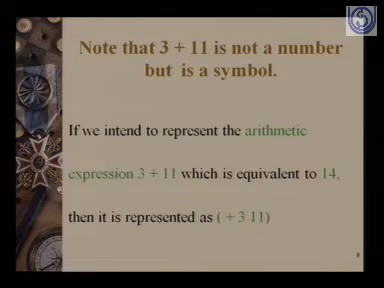 Note that 3 + 11 is not a number
but is a symbol.
If we intend to represent the arithmetic
expression 3 + 11 which is equivalent to 14,
then it is represented as ( + 3 11)
8